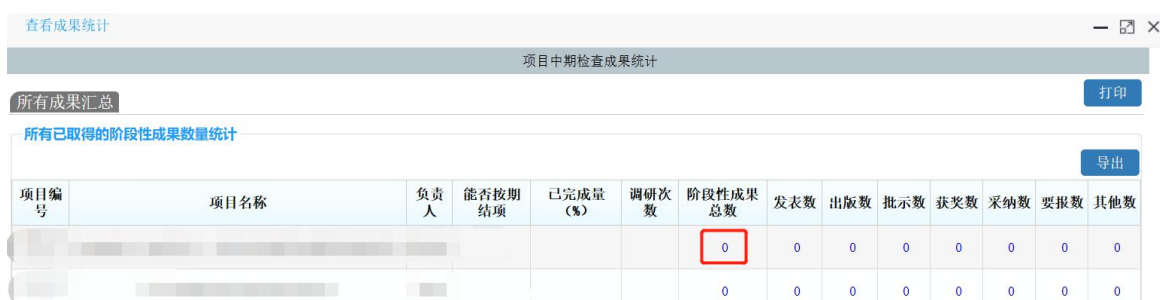 查看成果统计
项目中期检查成果统计
打印
所有成果汇总
所有已取得的阶段性成果数量统计
导出
项目编号 项目名称 负责人 能否按期结项 已完成量(%) 调研次数 阶段性成果总数 发表数 出版数 批示数 获奖数 采纳数 要报数 其他数
0 0 0 0 0 0 0 0
0 0 0 0 0 0 0 0